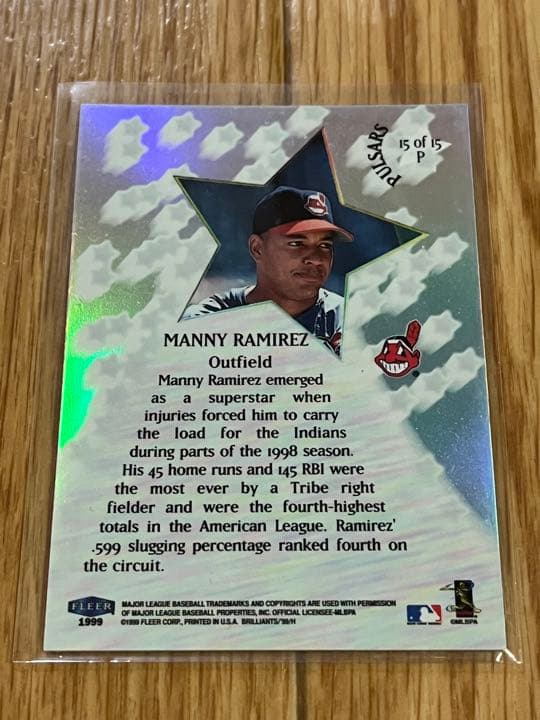 PULSARS
15 of 15
P
MANNY RAMIREZ
Outfield
Manny Ramirez emerged
as a superstar when
injuries forced him to carry
the load for the Indians
during parts of the 1998 season.
His 45 home runs and 145 RBI were
the most ever by a Tribe right
fielder and were the fourth-highest
totals in the American League. Ramirez'
.599 slugging percentage ranked fourth on
the circuit.
FLEER
1999
MAJOR LEAGUE BASEBALL TRADEMARKS AND COPYRIGHTS ARE USED WITH PERMISSION
OF MAJOR LEAGUE BASEBALL PROPERTIES, INC. OFFICIAL LICENSEE-MLBPA
©1999 FLEER CORP., PRINTED IN U.S.A. BRILLIANTS/'99/H
©MLBPA